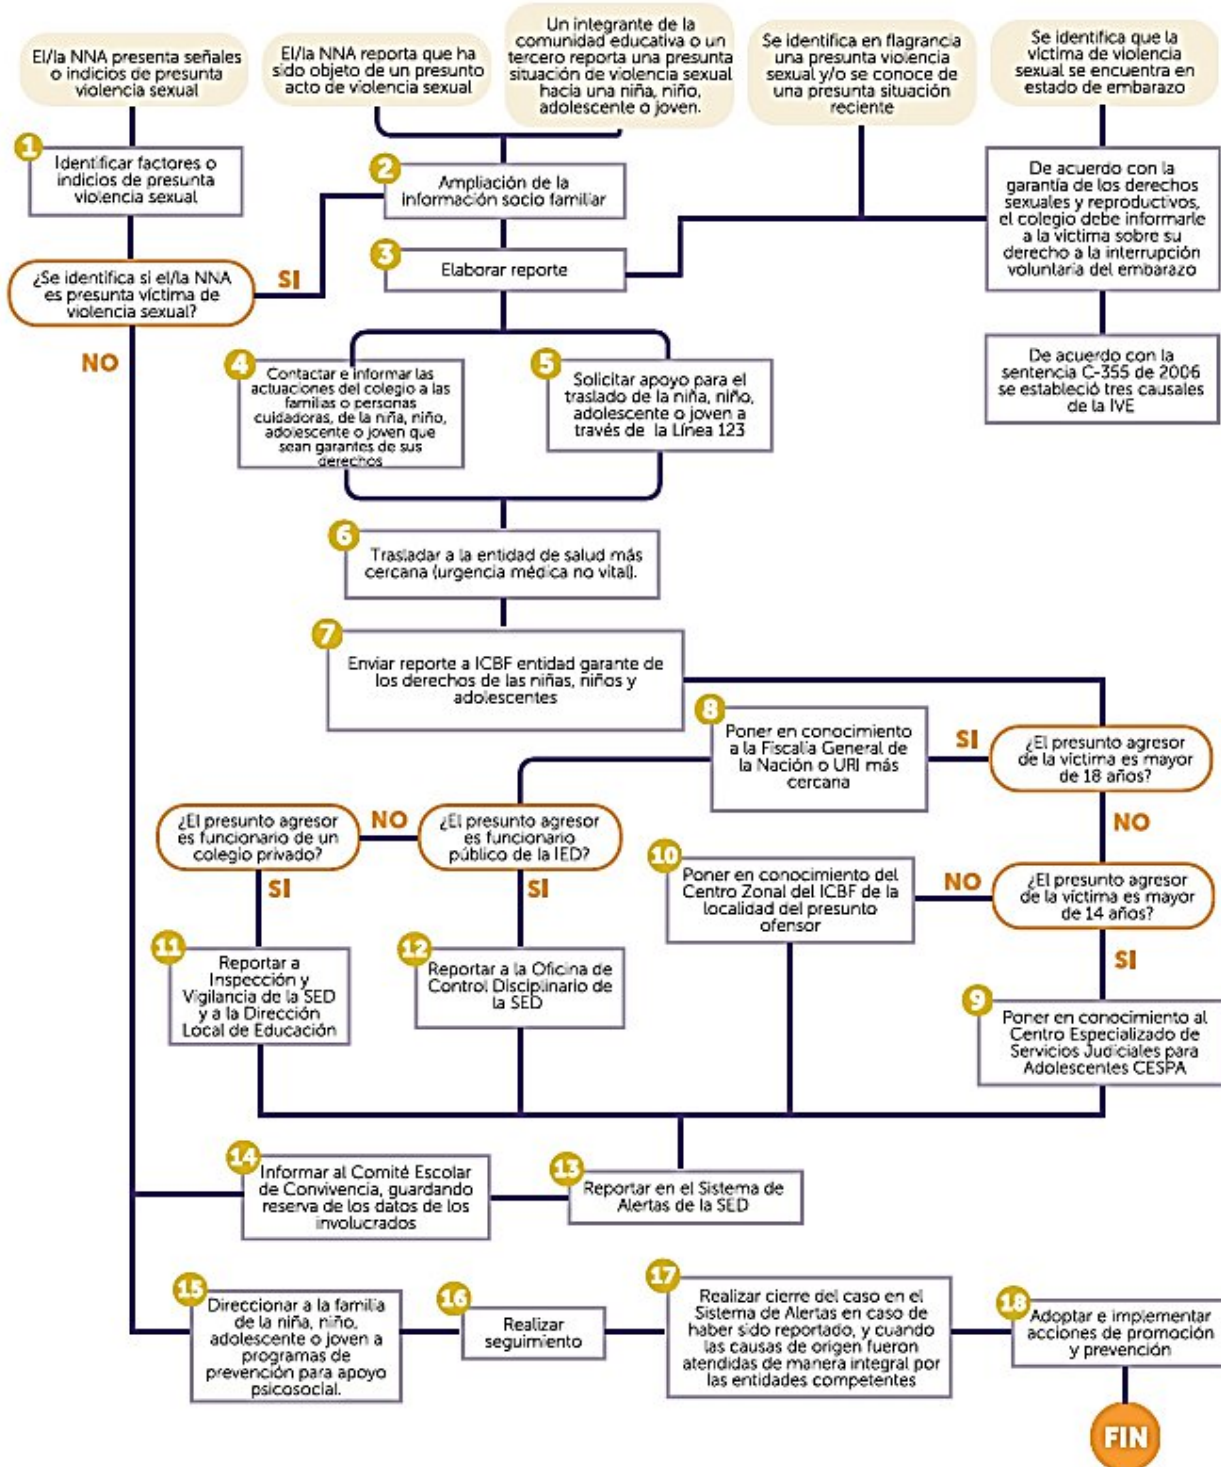 El/la NNA presenta señales
o indicios de presunta
violencia sexual
El/la NNA reporta que ha
sido objeto de un presunto
acto de violencia sexual
Un integrante de la
comunidad educativa o un
tercero reporta una presunta
situación de violencia sexual
hacia una niña, niño,
adolescente o joven.
Se identifica en flagrancia
una presunta violencia
sexual y/o se conoce de
una presunta situación
reciente
Se identifica que la
víctima de violencia
sexual se encuentra en
estado de embarazo
1
Identificar factores o
indicios de presunta
violencia sexual
2
Ampliación de la
información socio familiar
De acuerdo con la
garantía de los derechos
sexuales y reproductivos,
el colegio debe informarle
a la víctima sobre su
derecho a la interrupción
voluntaria del embarazo
¿Se identifica si el/la NNA
es presunta víctima de
violencia sexual?
SI
NO
3
Elaborar reporte
De acuerdo con la
sentencia C-355 de 2006
se estableció tres causales
de la IVE
4
Contactar e informar las
actuaciones del colegio a las
familias o personas
cuidadoras, de la niña, niño,
adolescente o joven que
sean garantes de sus
derechos
5
Solicitar apoyo para el
traslado de la niña, niño,
adolescente o joven a
través de la Línea 123
6
Trasladar a la entidad de salud más
cercana (urgencia médica no vital).
7
Enviar reporte a ICBF entidad garante de
los derechos de las niñas, niños y
adolescentes
8
Poner en conocimiento
a la Fiscalía General de
la Nación o URI más
cercana
SI
¿El presunto agresor
de la víctima es mayor
de 18 años?
NO
¿El presunto agresor
es funcionario de un
colegio privado?
NO
¿El presunto agresor
es funcionario
público de la IED?
SI
SI
10
Poner en conocimiento del
Centro Zonal del ICBF de la
localidad del presunto
ofensor
NO
¿El presunto agresor
de la víctima es mayor
de 14 años?
SI
11
Reportar a
Inspección y
Vigilancia de la SED
y a la Dirección
Local de Educación
12
Reportar a la Oficina de
Control Disciplinario de
la SED
9
Poner en conocimiento al
Centro Especializado de
Servicios Judiciales para
Adolescentes CESPA
14
Informar al Comité Escolar
de Convivencia, guardando
reserva de los datos de los
involucrados
13
Reportar en el Sistema de
Alertas de la SED
15
Direccionar a la familia
de la niña, niño,
adolescente o joven a
programas de
prevención para apoyo
psicosocial.
16
Realizar
seguimiento
17
Realizar cierre del caso en el
Sistema de Alertas en caso de
haber sido reportado, y cuando
las causas de origen fueron
atendidas de manera integral por
las entidades competentes
18
Adoptar e implementar
acciones de promoción
y prevención
FIN